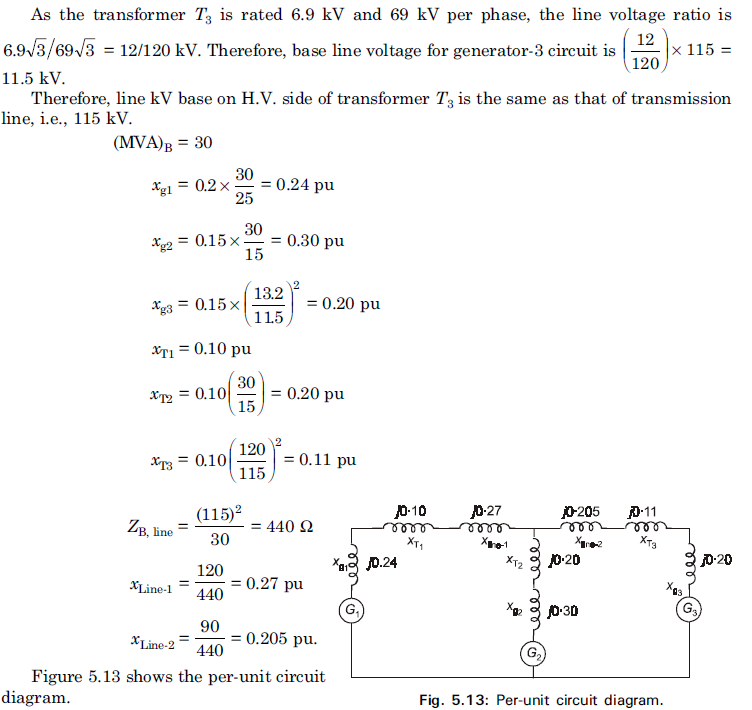 As the transformer T₃ is rated 6.9 kV and 69 kV per phase, the line voltage ratio is
6.9√3/69√3 = 12/120 kV. Therefore, base line voltage for generator-3 circuit is (12/120) × 115 =
11.5 kV.
Therefore, line kV base on H.V. side of transformer T₃ is the same as that of transmission
line, i.e., 115 kV.
(MVA)B = 30
xg1 = 0.2 × 30/25 = 0.24 pu
xg2 = 0.15 × 30/15 = 0.30 pu
xg3 = 0.15 × (13.2/11.5)² = 0.20 pu
xT1 = 0.10 pu
xT2 = 0.10(30/15) = 0.20 pu
xT3 = 0.10(120/115)² = 0.11 pu
ZB, line = (115)²/30 = 440 Ω
xLine-1 = 120/440 = 0.27 pu
xLine-2 = 90/440 = 0.205 pu.
Figure 5.13 shows the per-unit circuit
diagram.
j0·10 j0·27 j0·205 j0·11
XT1 Xline-1 Xline-2 XT3
Xg1 j0.24
XT2 j0·20
j0·20
Xg2 j0·30
Xg3
G₁
G₃
G₂
Fig. 5.13: Per-unit circuit diagram.